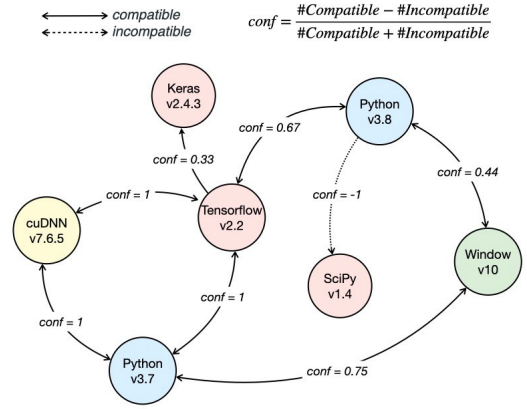 compatible
incompatible
conf = #Compatible − #Incompatible / #Compatible + #Incompatible
Keras
v2.4.3
Python
v3.8
conf = 0.67
conf = 0.33
conf = 0.44
conf = 1
conf = -1
Tensorflow
v2.2
cuDNN
v7.6.5
Window
v10
SciPy
v1.4
conf = 1
conf = 1
Python
v3.7
conf = 0.75